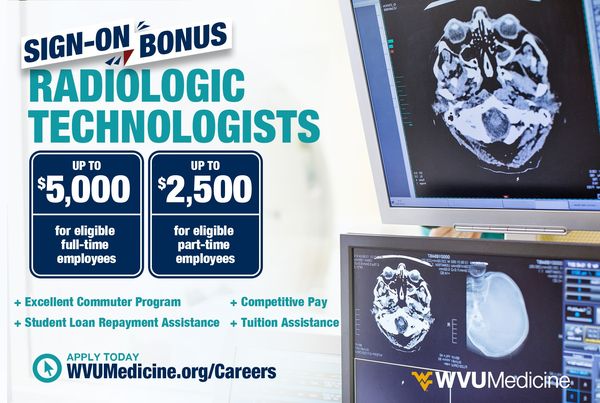 SIGN-ON BONUS
RADIOLOGIC
TECHNOLOGISTS
UP TO
$5,000
for eligible
full-time
employees
UP TO
$2,500
for eligible
part-time
employees
+ Excellent Commuter Program
+ Competitive Pay
+ Student Loan Repayment Assistance
+ Tuition Assistance
APPLY TODAY
WVUMedicine.org/Careers
WVUMedicine